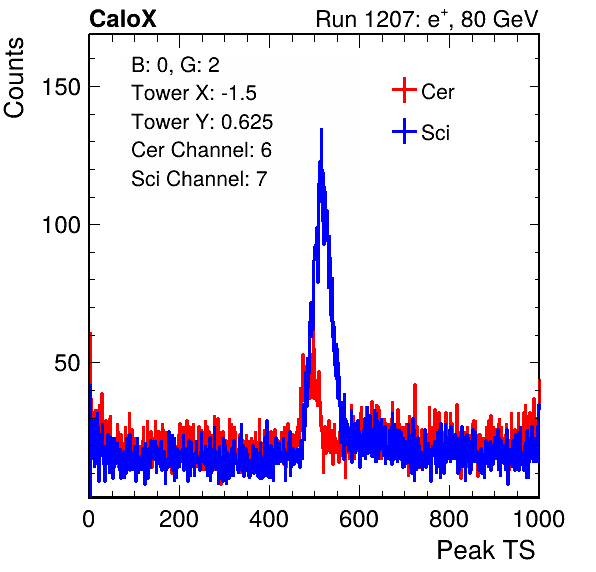 CaloX Run 1207: e⁺, 80 GeV
B: 0, G: 2
Tower X: -1.5
Tower Y: 0.625
Cer Channel: 6
Sci Channel: 7
Cer
Sci
Counts
150
100
50
0 200 400 600 800 1000
Peak TS